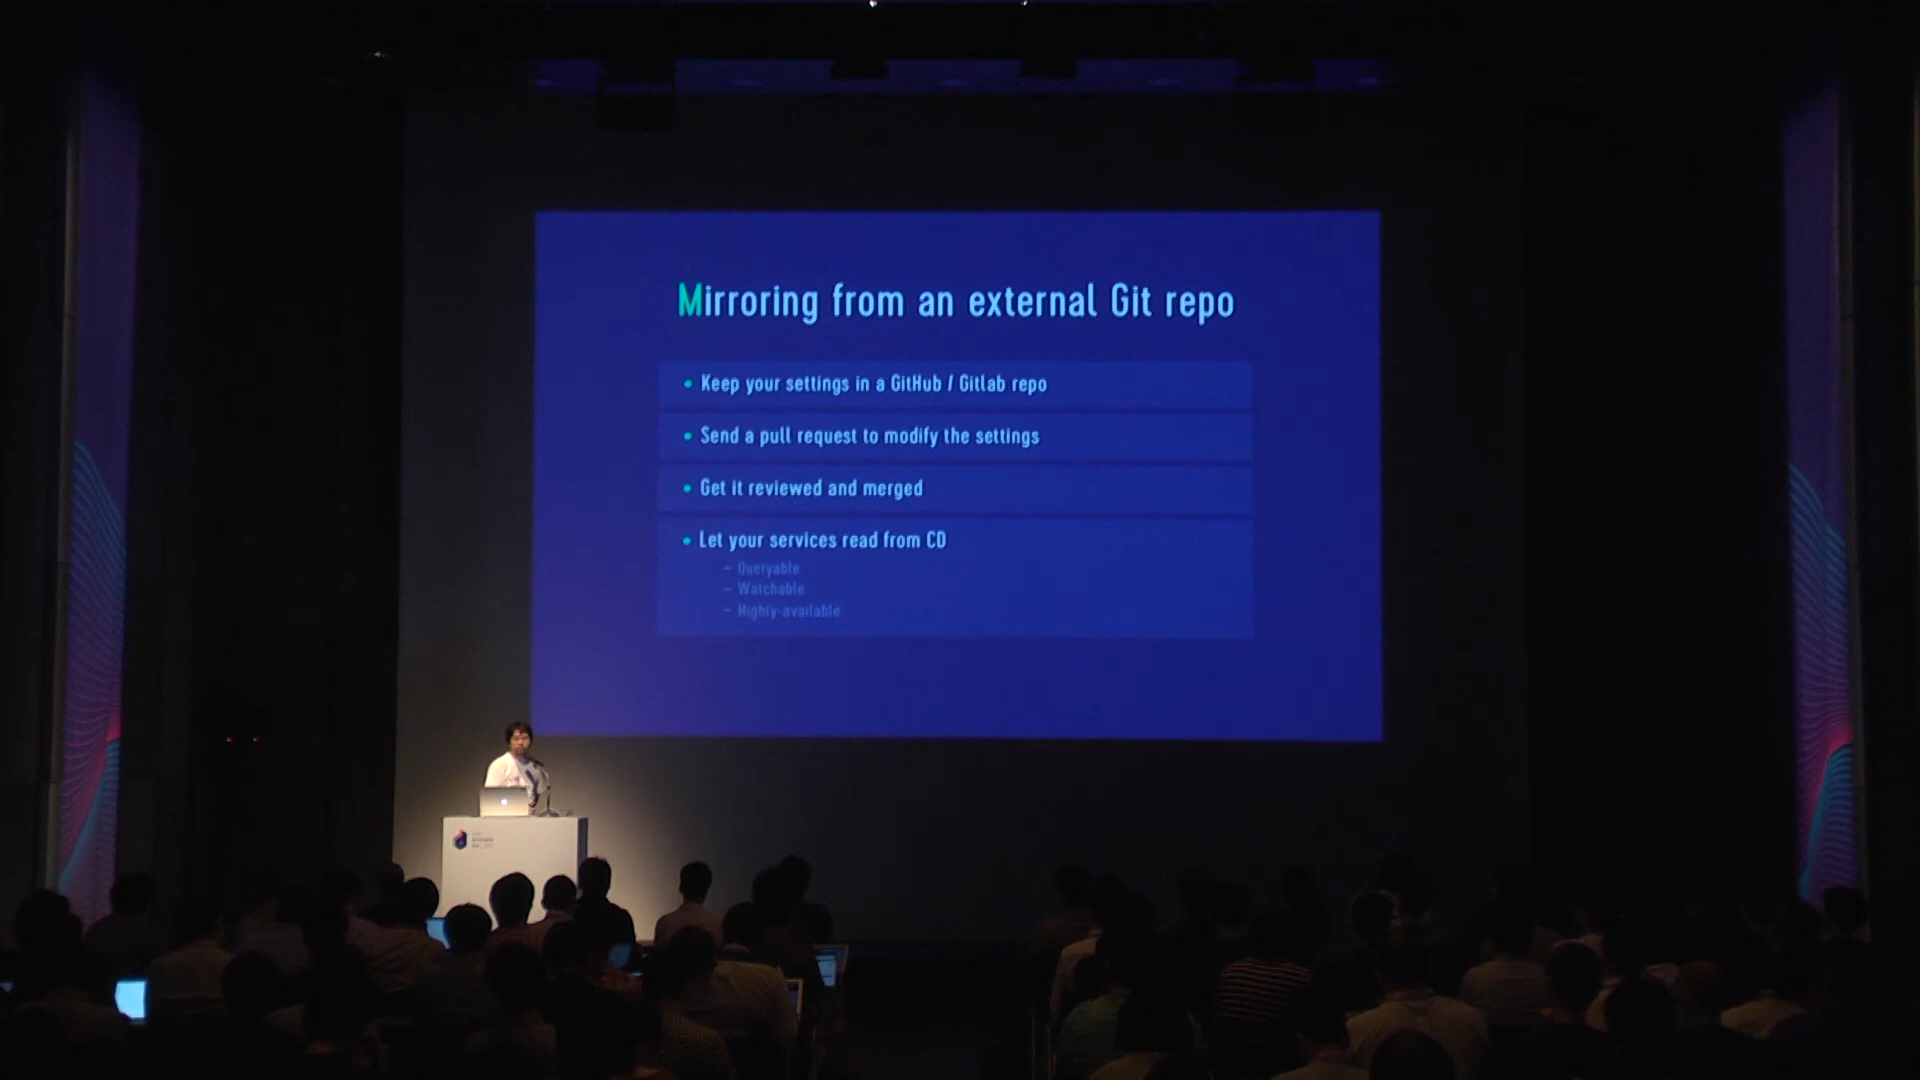 Mirroring from an external Git repo
• Keep your settings in a GitHub / Gitlab repo
• Send a pull request to modify the settings
• Get it reviewed and merged
• Let your services read from CD
– Queryable
– Watchable
– Highly-available